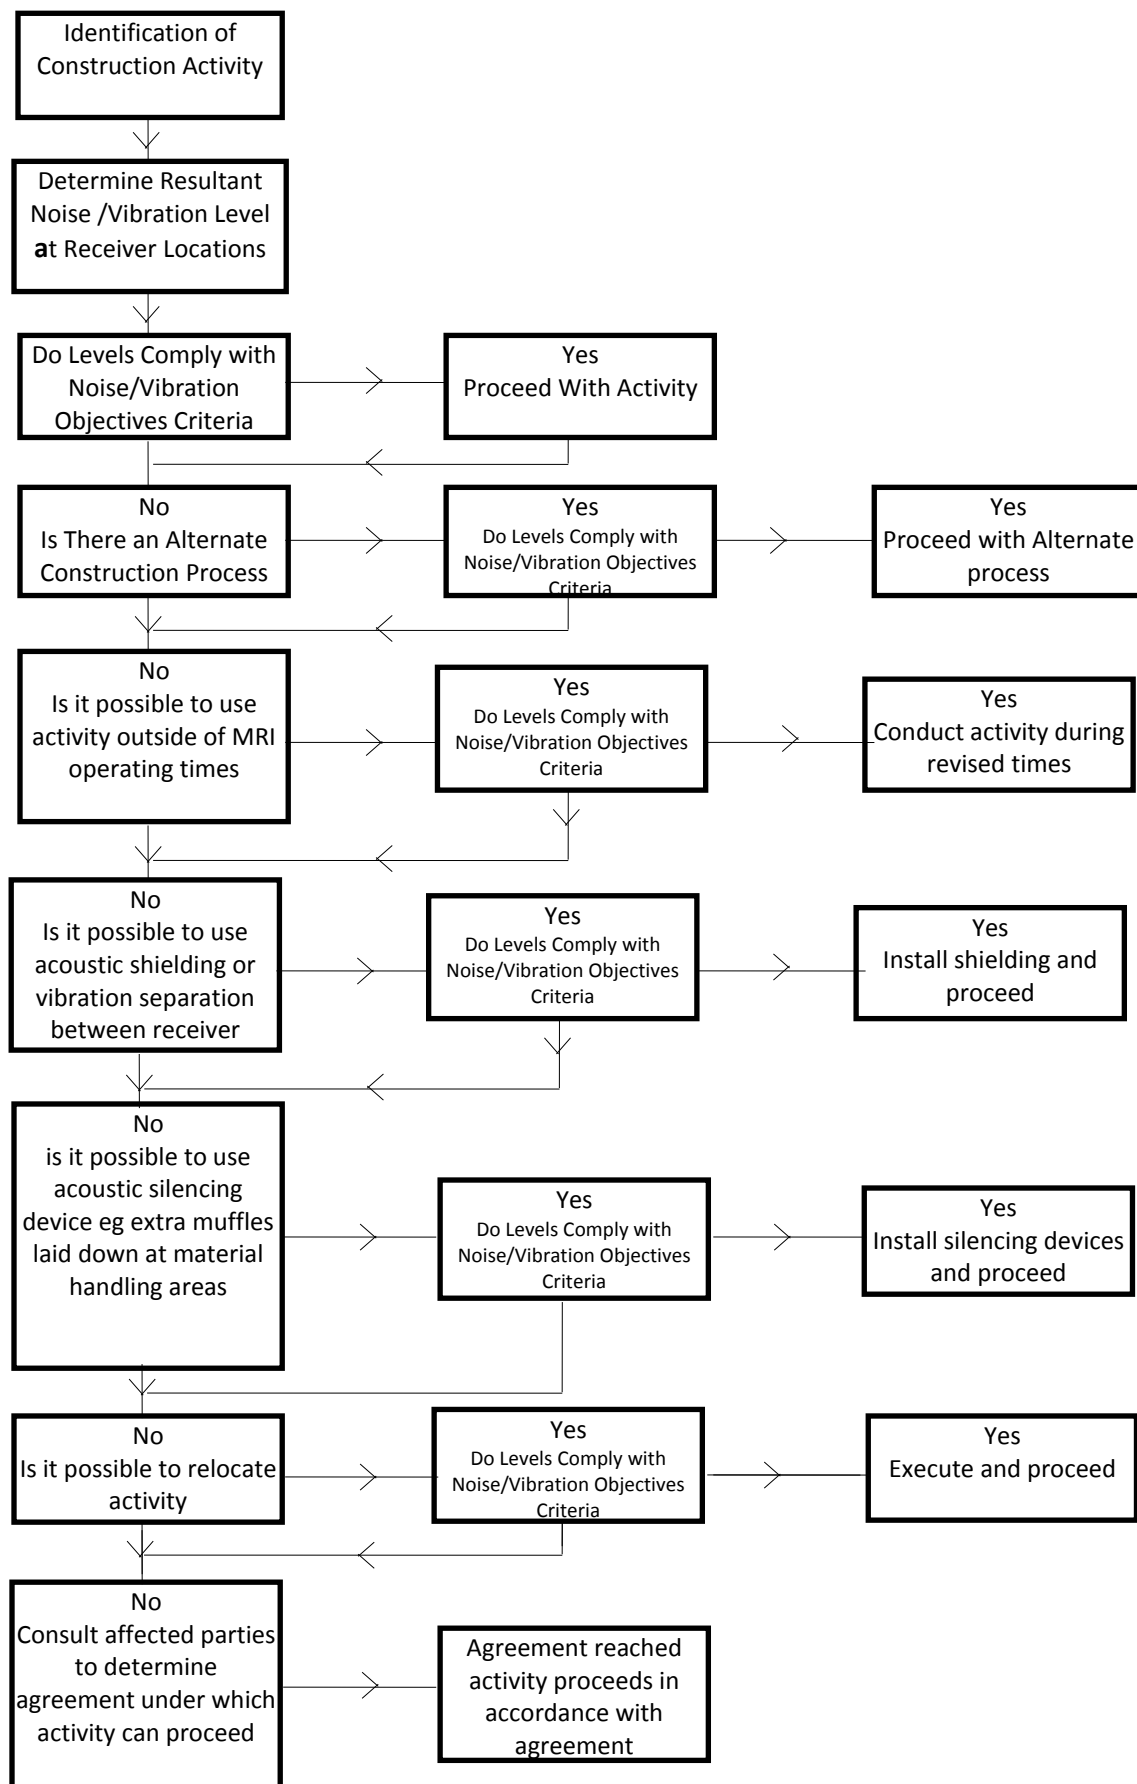 Identification of
Construction Activity
Determine Resultant
Noise /Vibration Level
at Receiver Locations
Do Levels Comply with
Noise/Vibration
Objectives Criteria
Yes
Proceed With Activity
No
Is There an Alternate
Construction Process
Yes
Do Levels Comply with
Noise/Vibration Objectives
Criteria
Yes
Proceed with Alternate
process
No
Is it possible to use
activity outside of MRI
operating times
Yes
Do Levels Comply with
Noise/Vibration Objectives
Criteria
Yes
Conduct activity during
revised times
No
Is it possible to use
acoustic shielding or
vibration separation
between receiver
Yes
Do Levels Comply with
Noise/Vibration Objectives
Criteria
Yes
Install shielding and
proceed
No
is it possible to use
acoustic silencing
device eg extra muffles
laid down at material
handling areas
Yes
Do Levels Comply with
Noise/Vibration Objectives
Criteria
Yes
Install silencing devices
and proceed
No
Is it possible to relocate
activity
Yes
Do Levels Comply with
Noise/Vibration Objectives
Criteria
Yes
Execute and proceed
No
Consult affected parties
to determine
agreement under which
activity can proceed
Agreement reached
activity proceeds in
accordance with
agreement